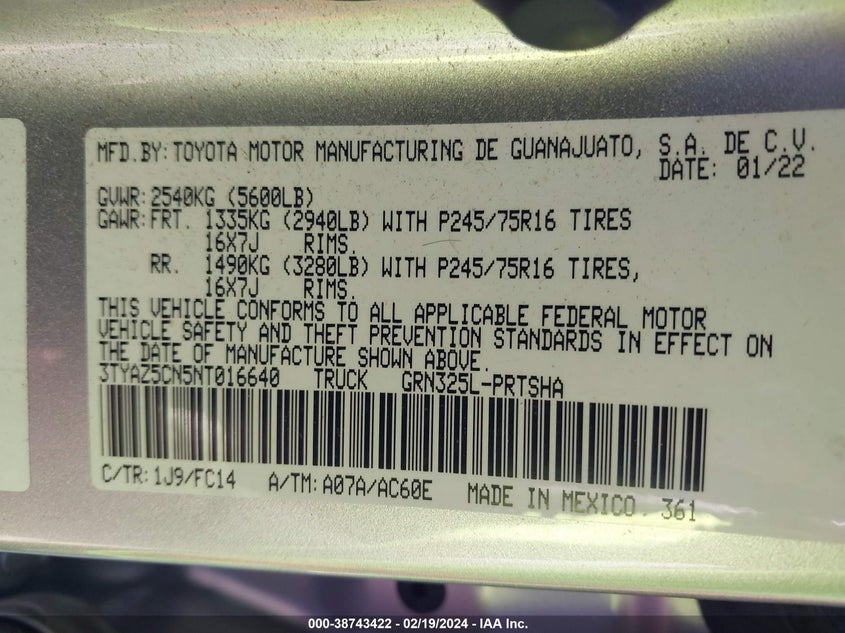 MFD.BY:TOYOTA MOTOR MANUFACTURING DE GUANAJUATO, S.A. DE C.V.
DATE: 01/22
GVWR:2540KG (5600LB)
GAWR:FRT. 1335KG (2940LB) WITH P245/75R16 TIRES
16X7J RIMS.
RR. 1490KG (3280LB) WITH P245/75R16 TIRES,
16X7J RIMS.
THIS VEHICLE CONFORMS TO ALL APPLICABLE FEDERAL MOTOR
VEHICLE SAFETY AND THEFT PREVENTION STANDARDS IN EFFECT ON
THE DATE OF MANUFACTURE SHOWN ABOVE.
3TYAZ5CN5NT016640 TRUCK GRN325L-PRTSHA
C/TR:1J9/FC14 A/TM:A07A/AC60E MADE IN MEXICO. 361
000-38743422 - 02/19/2024 - IAA Inc.